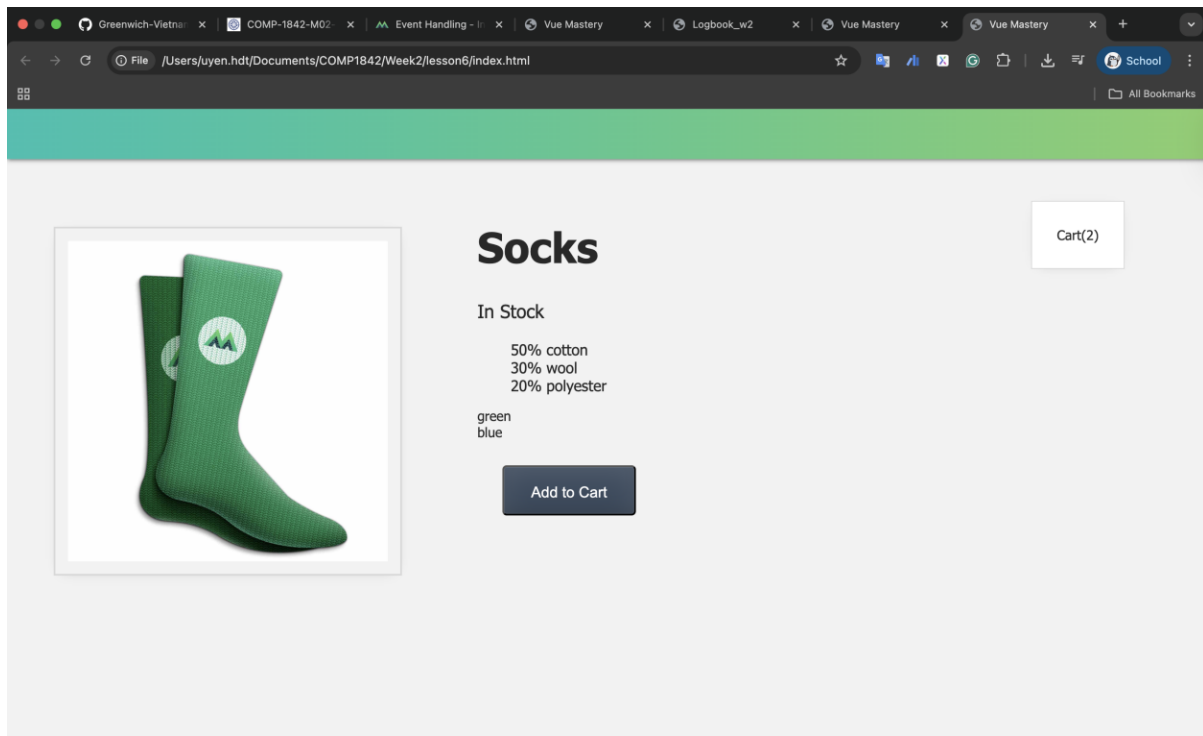 Greenwich-Vietnar
COMP-1842-M02-
Event Handling - In
Vue Mastery
Logbook_w2
Vue Mastery
Vue Mastery
File
/Users/uyen.hdt/Documents/COMP1842/Week2/lesson6/index.html
School
All Bookmarks
Cart(2)
Socks
In Stock
50% cotton
30% wool
20% polyester
green
blue
Add to Cart